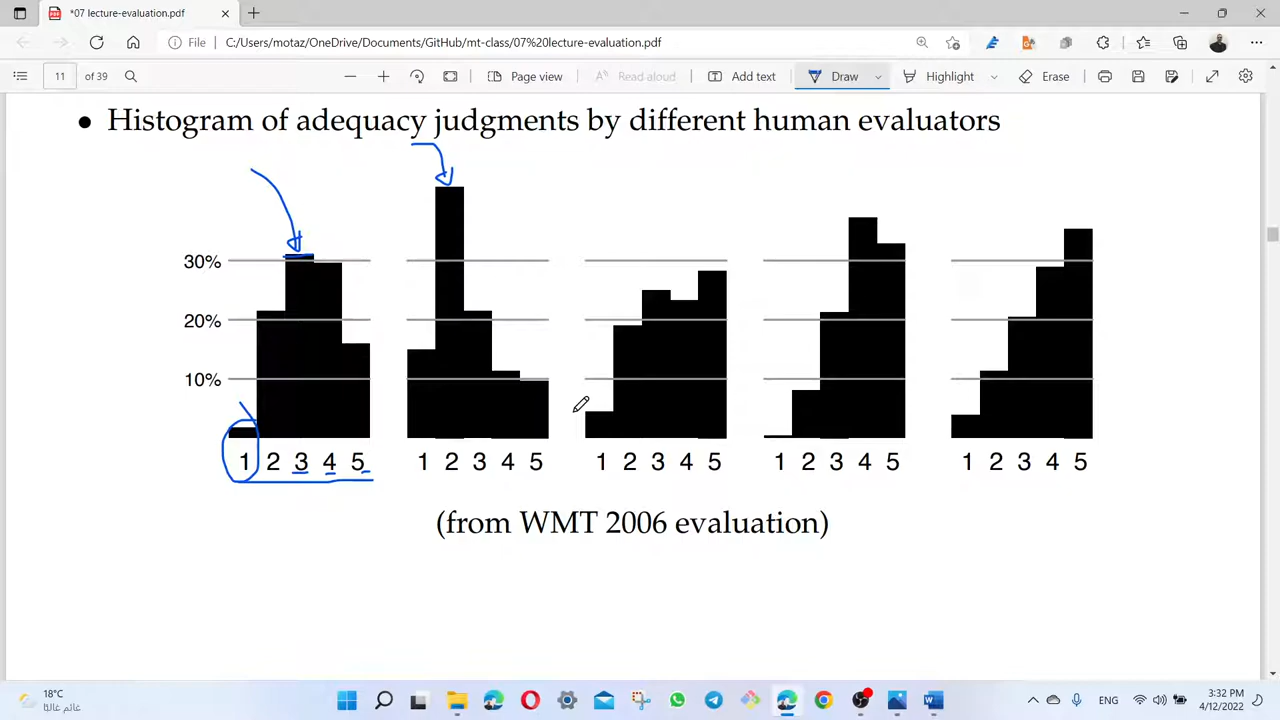 *07 lecture-evaluation.pdf
File C:/Users/motaz/OneDrive/Documents/GitHub/mt-class/07%20lecture-evaluation.pdf
11 of 39 Page view Read aloud Add text Draw Highlight Erase
• Histogram of adequacy judgments by different human evaluators
30%
20%
10%
1 2 3 4 5 1 2 3 4 5 1 2 3 4 5 1 2 3 4 5 1 2 3 4 5
(from WMT 2006 evaluation)
18°C
غائم غالبًا
ENG
3:32 PM
4/12/2022